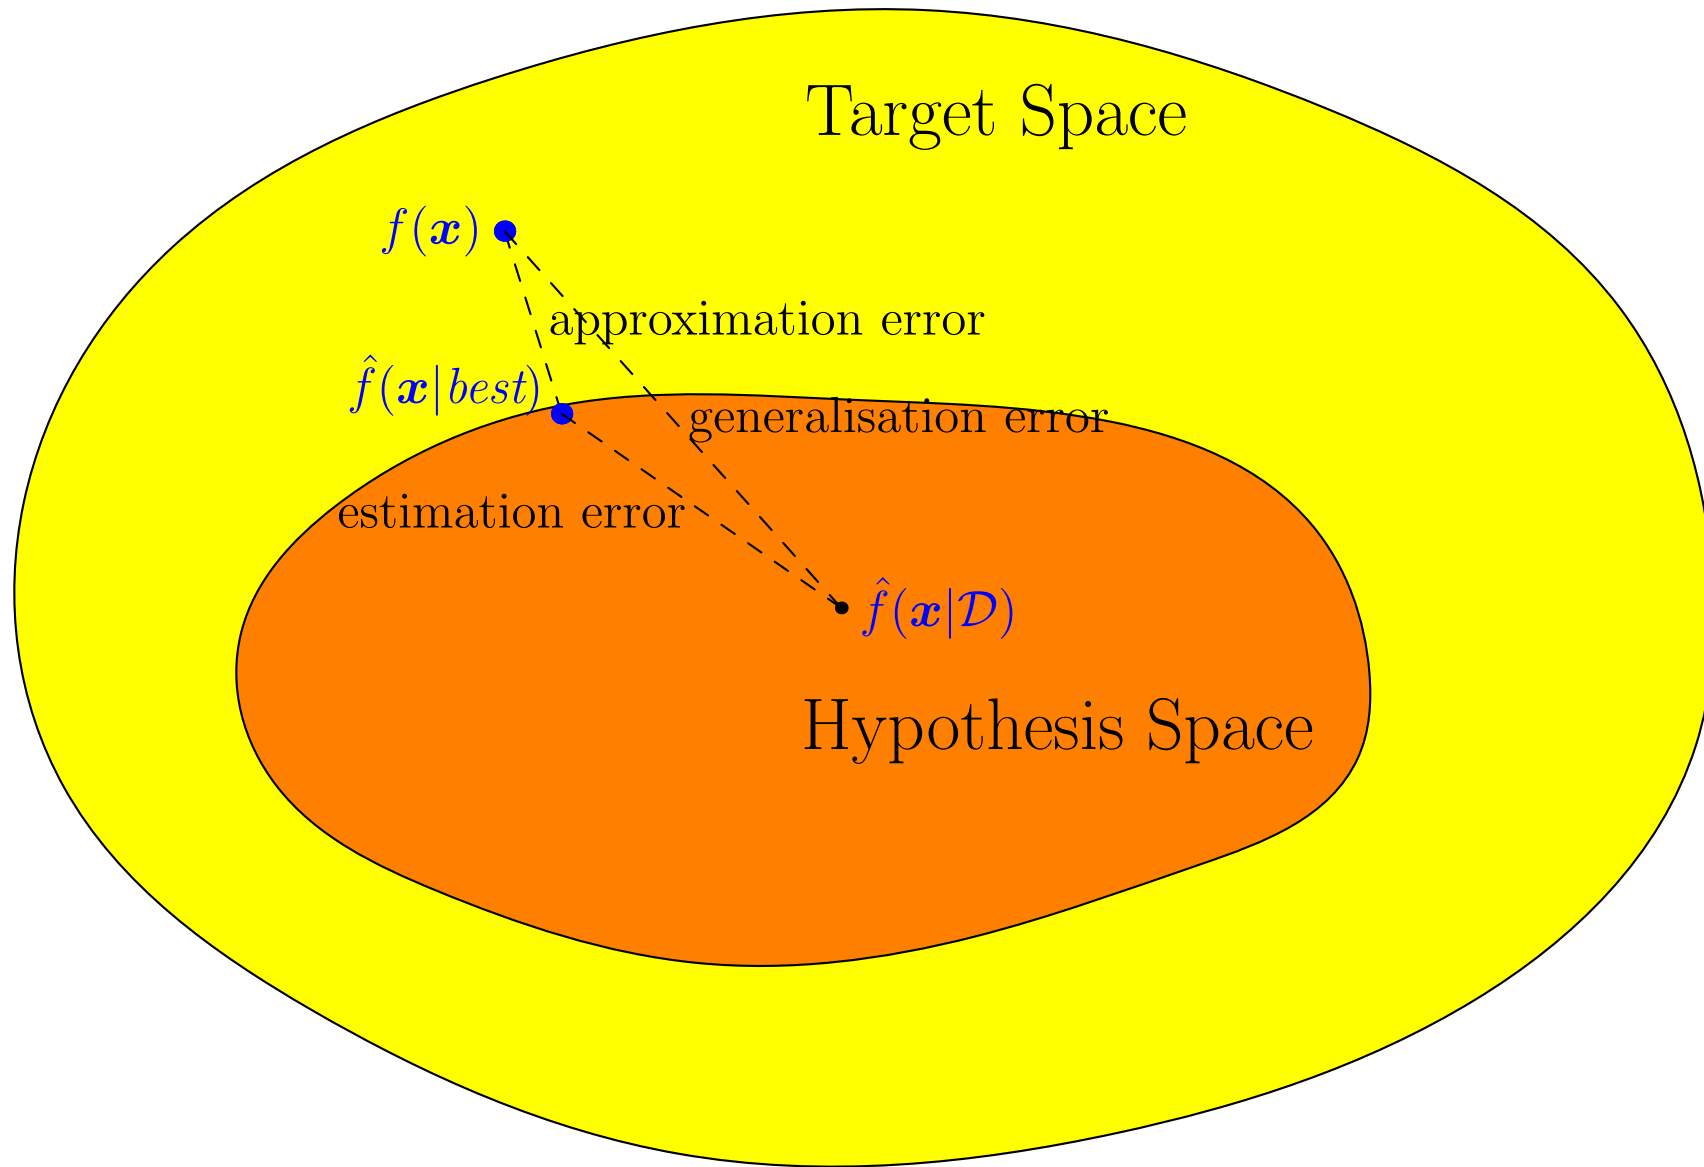 Target Space
f(x)
approximation error
f̂(x|best)
generalisation error
estimation error
f̂(x|𝒟)
Hypothesis Space